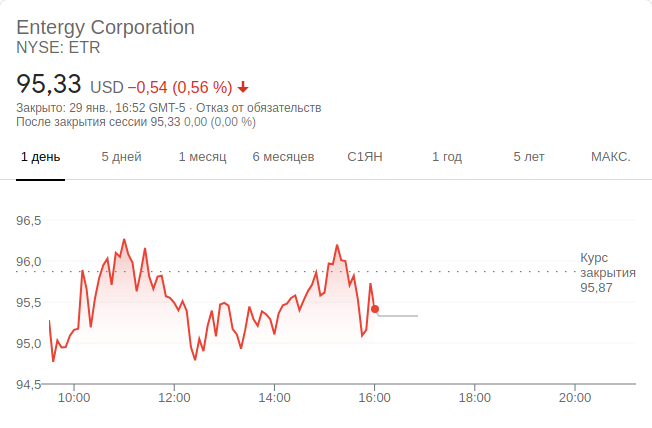 Entergy Corporation
NYSE: ETR
95,33 USD −0,54 (0,56 %)
Закрыто: 29 янв., 16:52 GMT-5 · Отказ от обязательств
После закрытия сессии 95,33 0,00 (0,00 %)
1 день 5 дней 1 месяц 6 месяцев С1ЯН 1 год 5 лет МАКС.
96,5
96,0
95,5
95,0
94,5
Курс
закрытия
95,87
10:00 12:00 14:00 16:00 18:00 20:00